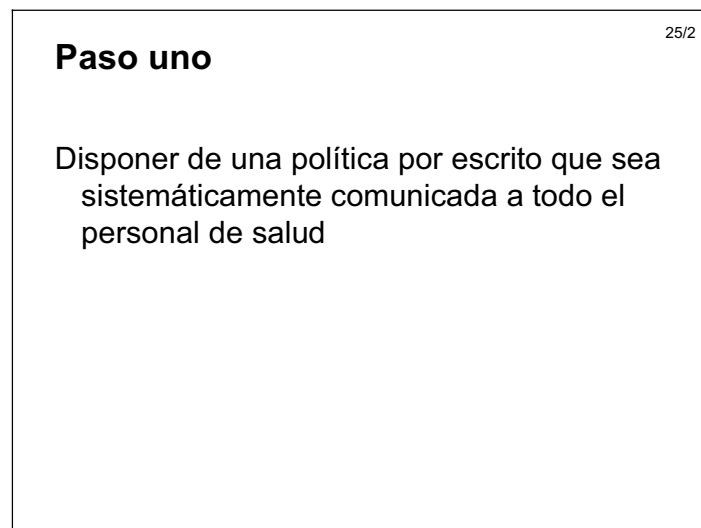 25/2
Paso uno
Disponer de una política por escrito que sea
sistemáticamente comunicada a todo el
personal de salud